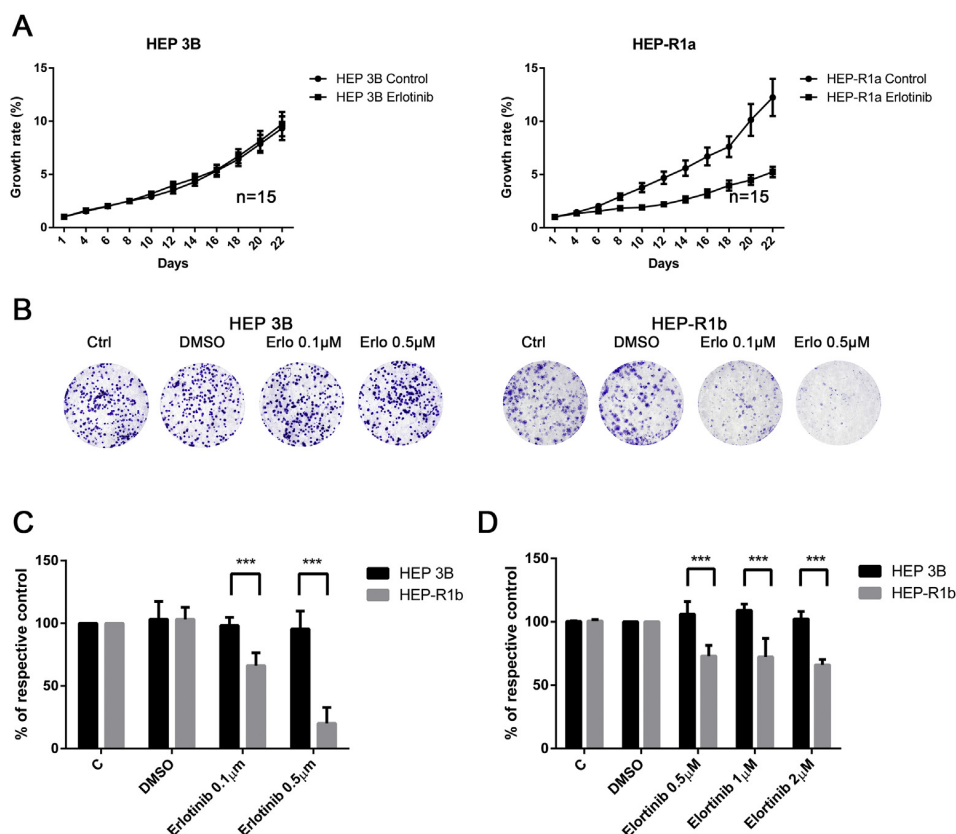 A
HEP 3B
Growth rate (%)
15
10
5
0
1 4 6 8 10 12 14 16 18 20 22
Days
HEP 3B Control
HEP 3B Erlotinib
n=15
HEP-R1a
Growth rate (%)
15
10
5
0
1 4 6 8 10 12 14 16 18 20 22
Days
HEP-R1a Control
HEP-R1a Erlotinib
n=15
B
HEP 3B
Ctrl DMSO Erlo 0.1µM Erlo 0.5µM
HEP-R1b
Ctrl DMSO Erlo 0.1µM Erlo 0.5µM
C
% of respective control
150
100
50
0
*** ***
HEP 3B
HEP-R1b
C DMSO Erlotinib 0.1µm Erlotinib 0.5µm
D
% of respective control
150
100
50
0
*** *** ***
HEP 3B
HEP-R1b
C DMSO Elortinib 0.5µM Elortinib 1µM Elortinib 2µM